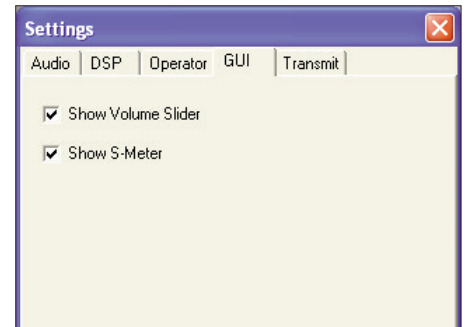 Settings
Audio DSP Operator GUI Transmit
Show Volume Slider
Show S-Meter